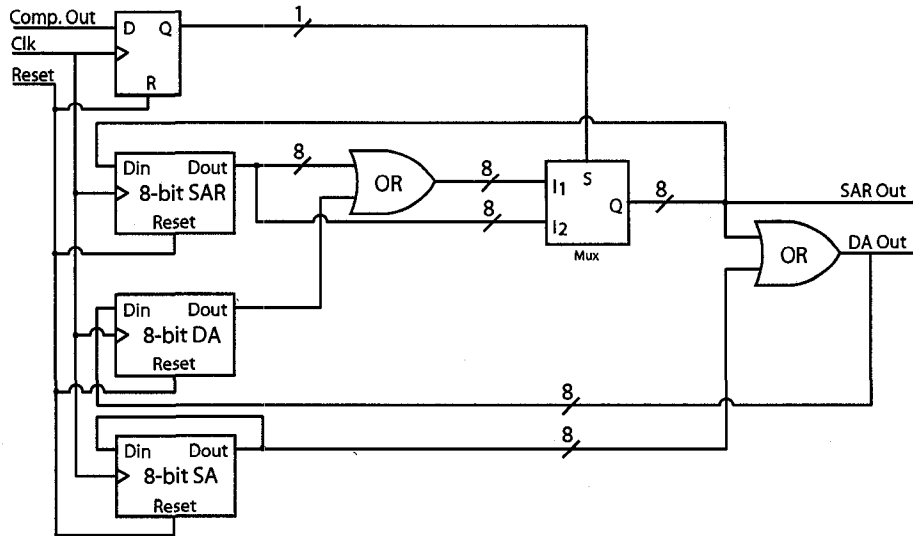 Comp. Out
Clk
Reset
D Q
R
1
Din Dout
8-bit SAR
Reset
8
OR
8
8
I1 S
Q
I2
Mux
8
SAR Out
OR
DA Out
Din Dout
8-bit DA
Reset
8
8
Din Dout
8-bit SA
Reset